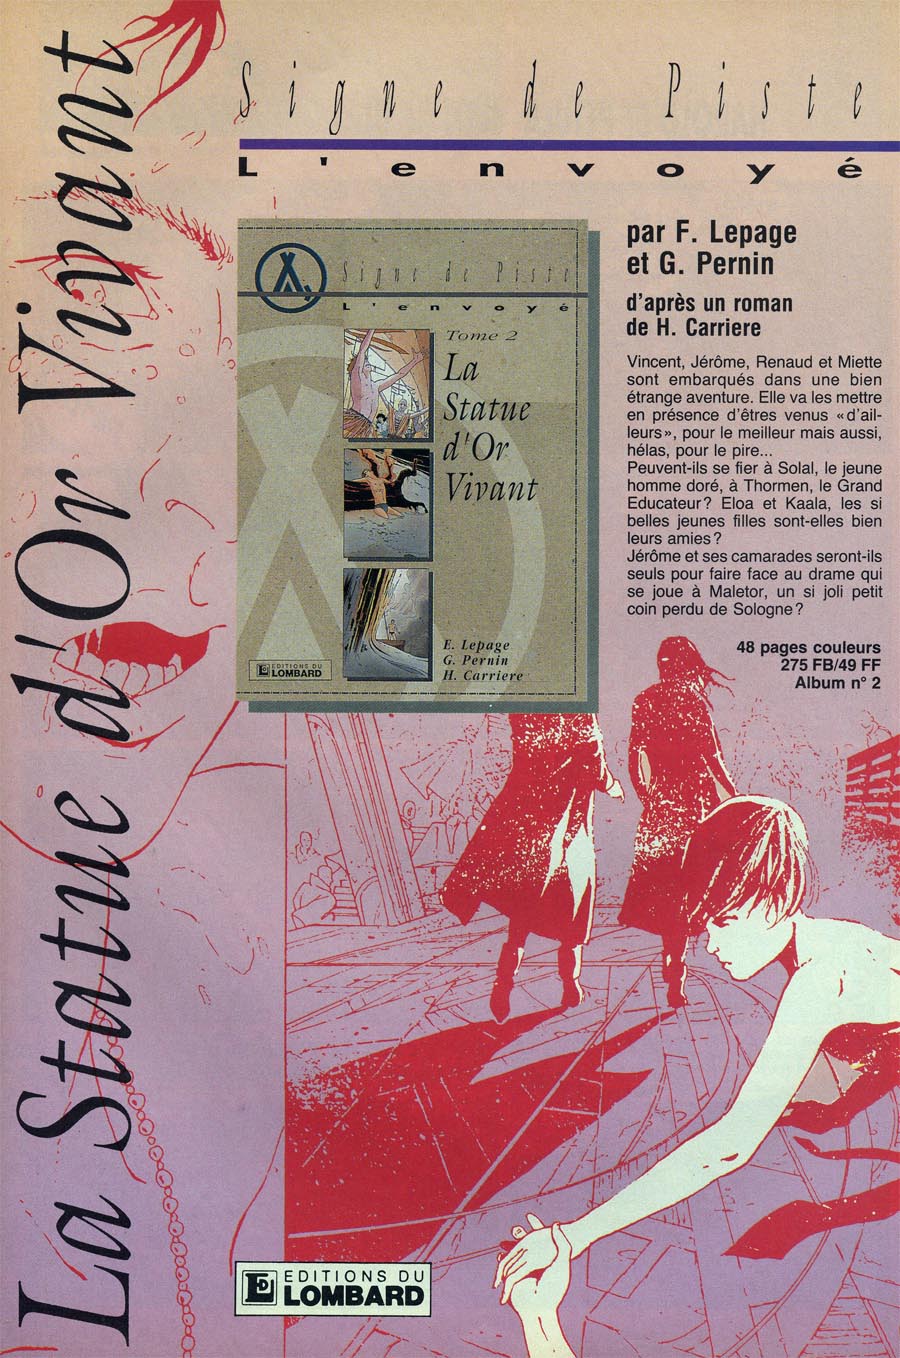 La Statue d'Or Vivant
Signe de Piste
L'envoyé
Signe de Piste
L'envoyé
Tome 2
La
Statue
d'Or
Vivant
E. Lepage
G. Pernin
H. Carriere
EDITIONS DU
LOMBARD
par F. Lepage
et G. Pernin
d'après un roman
de H. Carriere
Vincent, Jérôme, Renaud et Miette
sont embarqués dans une bien
étrange aventure. Elle va les mettre
en présence d'êtres venus «d'ail-
leurs», pour le meilleur mais aussi,
hélas, pour le pire...
Peuvent-ils se fier à Solal, le jeune
homme doré, à Thormen, le Grand
Educateur? Eloa et Kaala, les si
belles jeunes filles sont-elles bien
leurs amies?
Jérôme et ses camarades seront-ils
seuls pour faire face au drame qui
se joue à Maletor, un si joli petit
coin perdu de Sologne?
48 pages couleurs
275 FB/49 FF
Album n° 2
EDITIONS DU
LOMBARD